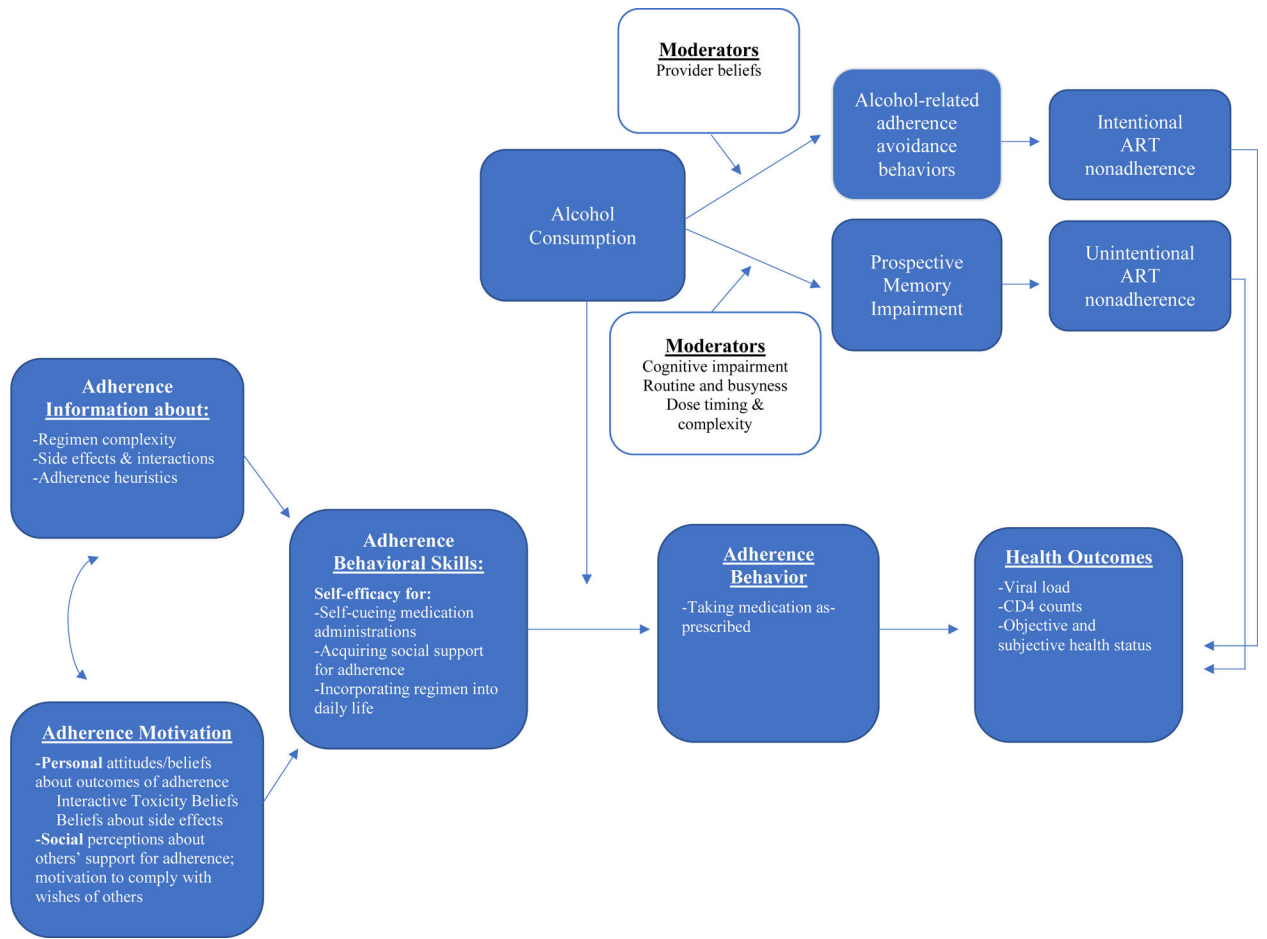 Moderators
Provider beliefs
Alcohol-related
adherence
avoidance
behaviors
Intentional
ART
nonadherence
Alcohol
Consumption
Prospective
Memory
Impairment
Unintentional
ART
nonadherence
Moderators
Cognitive impairment
Routine and busyness
Dose timing &
complexity
Adherence
Information about:
-Regimen complexity
-Side effects & interactions
-Adherence heuristics
Adherence
Behavioral Skills:
Self-efficacy for:
-Self-cueing medication
administrations
-Acquiring social support
for adherence
-Incorporating regimen into
daily life
Adherence
Behavior
-Taking medication as-
prescribed
Health Outcomes
-Viral load
-CD4 counts
-Objective and
subjective health status
Adherence Motivation
-Personal attitudes/beliefs
about outcomes of adherence
Interactive Toxicity Beliefs
Beliefs about side effects
-Social perceptions about
others’ support for adherence;
motivation to comply with
wishes of others